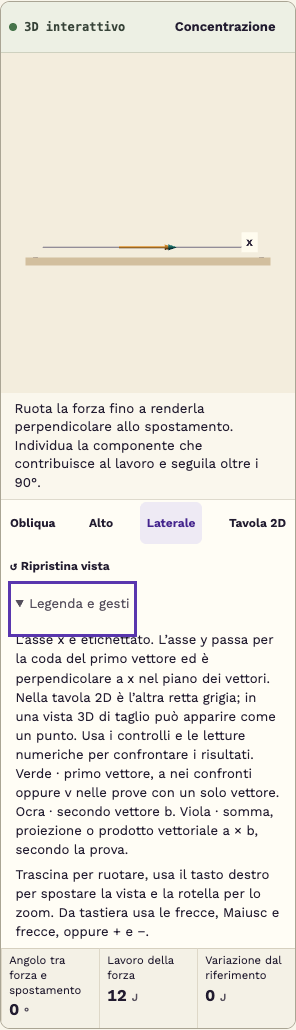 3D interattivo Concentrazione
x
Ruota la forza fino a renderla
perpendicolare allo spostamento.
Individua la componente che
contribuisce al lavoro e seguila oltre i
90°.
Obliqua Alto Laterale Tavola 2D
↺ Ripristina vista
▼ Legenda e gesti
L’asse x è etichettato. L’asse y passa per
la coda del primo vettore ed è
perpendicolare a x nel piano dei vettori.
Nella tavola 2D è l’altra retta grigia; in
una vista 3D di taglio può apparire come
un punto. Usa i controlli e le letture
numeriche per confrontare i risultati.
Verde · primo vettore, a nei confronti
oppure v nelle prove con un solo vettore.
Ocra · secondo vettore b. Viola · somma,
proiezione o prodotto vettoriale a × b,
secondo la prova.
Trascina per ruotare, usa il tasto destro
per spostare la vista e la rotella per lo
zoom. Da tastiera usa le frecce, Maiusc e
frecce, oppure + e −.
Angolo tra
forza e
spostamento
0 °
Lavoro della
forza
12 J
Variazione dal
riferimento
0 J